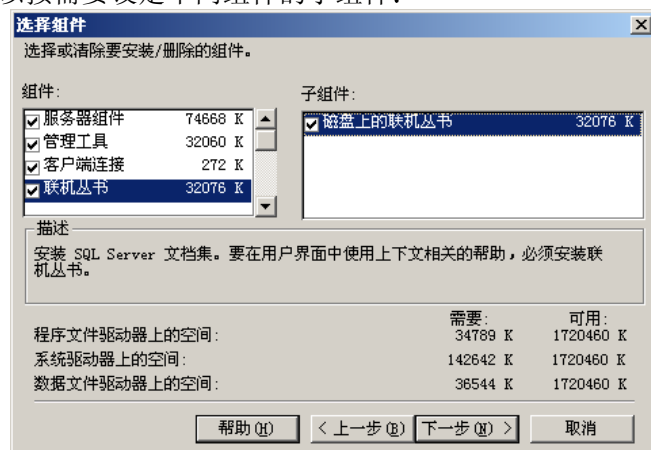 选择组件
选择或清除要安装/删除的组件。
组件:
子组件:
服务器组件 74668 K
管理工具 32060 K
客户端连接 272 K
联机丛书 32076 K
磁盘上的联机丛书 32076 K
描述
安装 SQL Server 文档集。要在用户界面中使用上下文相关的帮助，必须安装联
机丛书。
需要: 可用:
程序文件驱动器上的空间: 34789 K 1720460 K
系统驱动器上的空间: 142642 K 1720460 K
数据文件驱动器上的空间: 36544 K 1720460 K
帮助(H) < 上一步(B) 下一步(N) > 取消